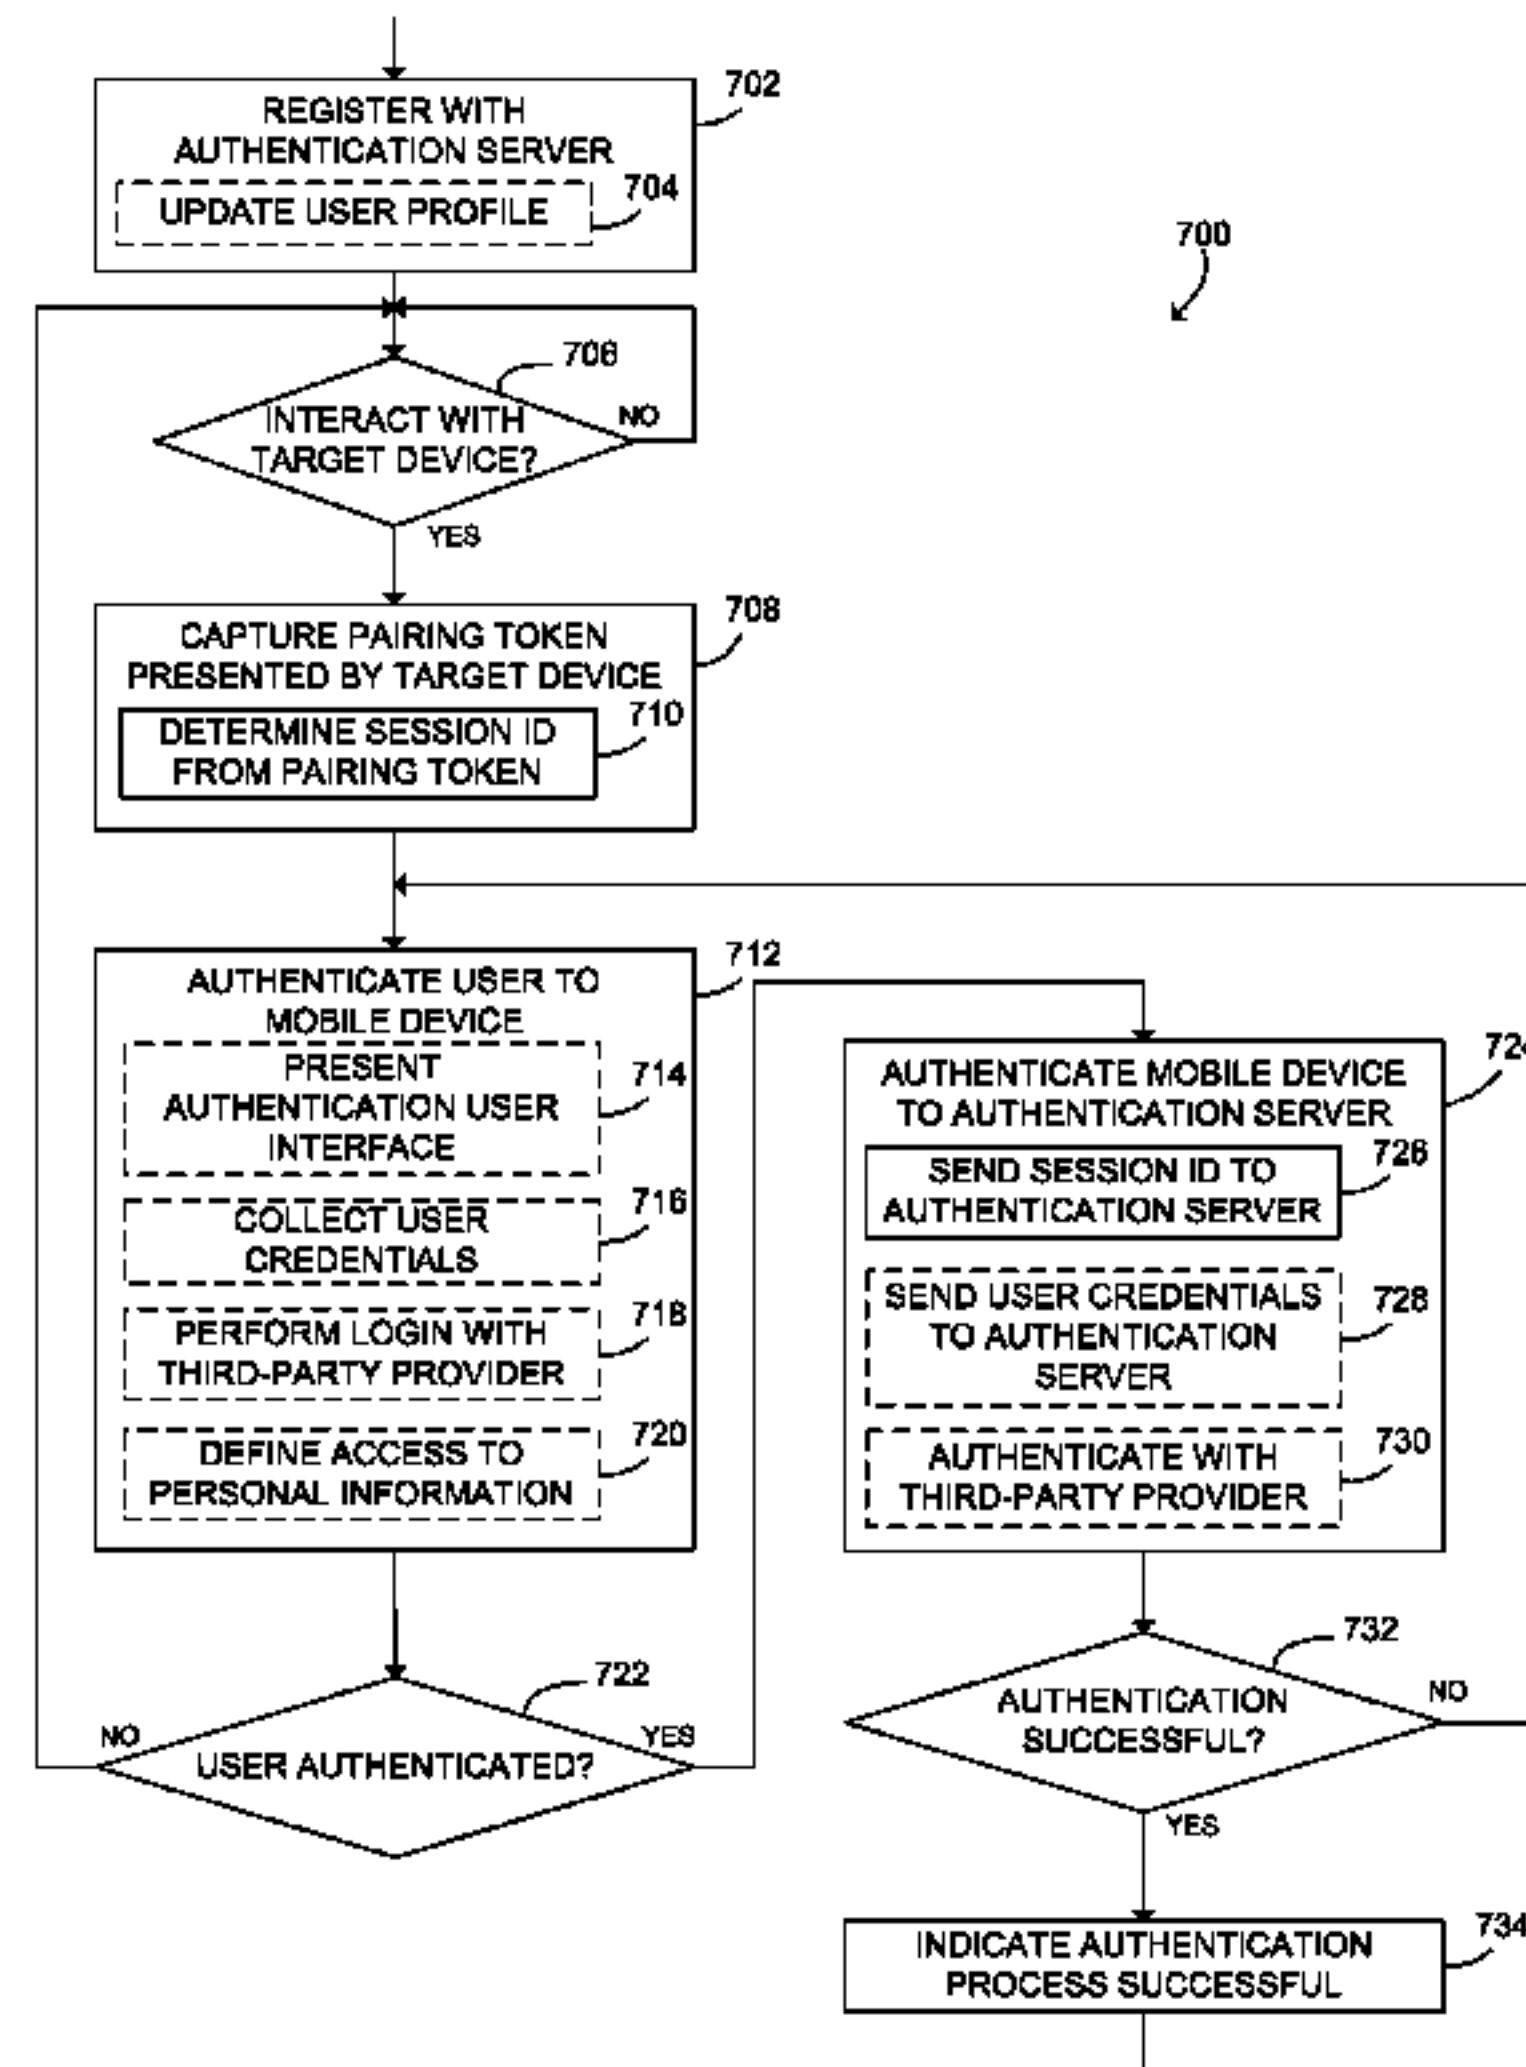 702
REGISTER WITH
AUTHENTICATION SERVER
704
UPDATE USER PROFILE
700
706
INTERACT WITH
TARGET DEVICE?
NO
YES
708
CAPTURE PAIRING TOKEN
PRESENTED BY TARGET DEVICE
710
DETERMINE SESSION ID
FROM PAIRING TOKEN
712
AUTHENTICATE USER TO
MOBILE DEVICE
714
PRESENT
AUTHENTICATION USER
INTERFACE
716
COLLECT USER
CREDENTIALS
718
PERFORM LOGIN WITH
THIRD-PARTY PROVIDER
720
DEFINE ACCESS TO
PERSONAL INFORMATION
722
NO
YES
USER AUTHENTICATED?
724
AUTHENTICATE MOBILE DEVICE
TO AUTHENTICATION SERVER
726
SEND SESSION ID TO
AUTHENTICATION SERVER
728
SEND USER CREDENTIALS
TO AUTHENTICATION
SERVER
730
AUTHENTICATE WITH
THIRD-PARTY PROVIDER
732
AUTHENTICATION
SUCCESSFUL?
NO
YES
734
INDICATE AUTHENTICATION
PROCESS SUCCESSFUL